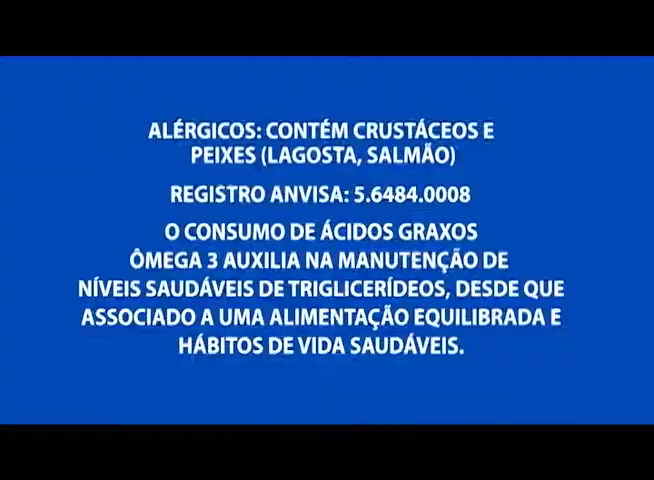 ALÉRGICOS: CONTÉM CRUSTÁCEOS E
PEIXES (LAGOSTA, SALMÃO)
REGISTRO ANVISA: 5.6484.0008
O CONSUMO DE ÁCIDOS GRAXOS
ÔMEGA 3 AUXILIA NA MANUTENÇÃO DE
NÍVEIS SAUDÁVEIS DE TRIGLICERÍDEOS, DESDE QUE
ASSOCIADO A UMA ALIMENTAÇÃO EQUILIBRADA E
HÁBITOS DE VIDA SAUDÁVEIS.